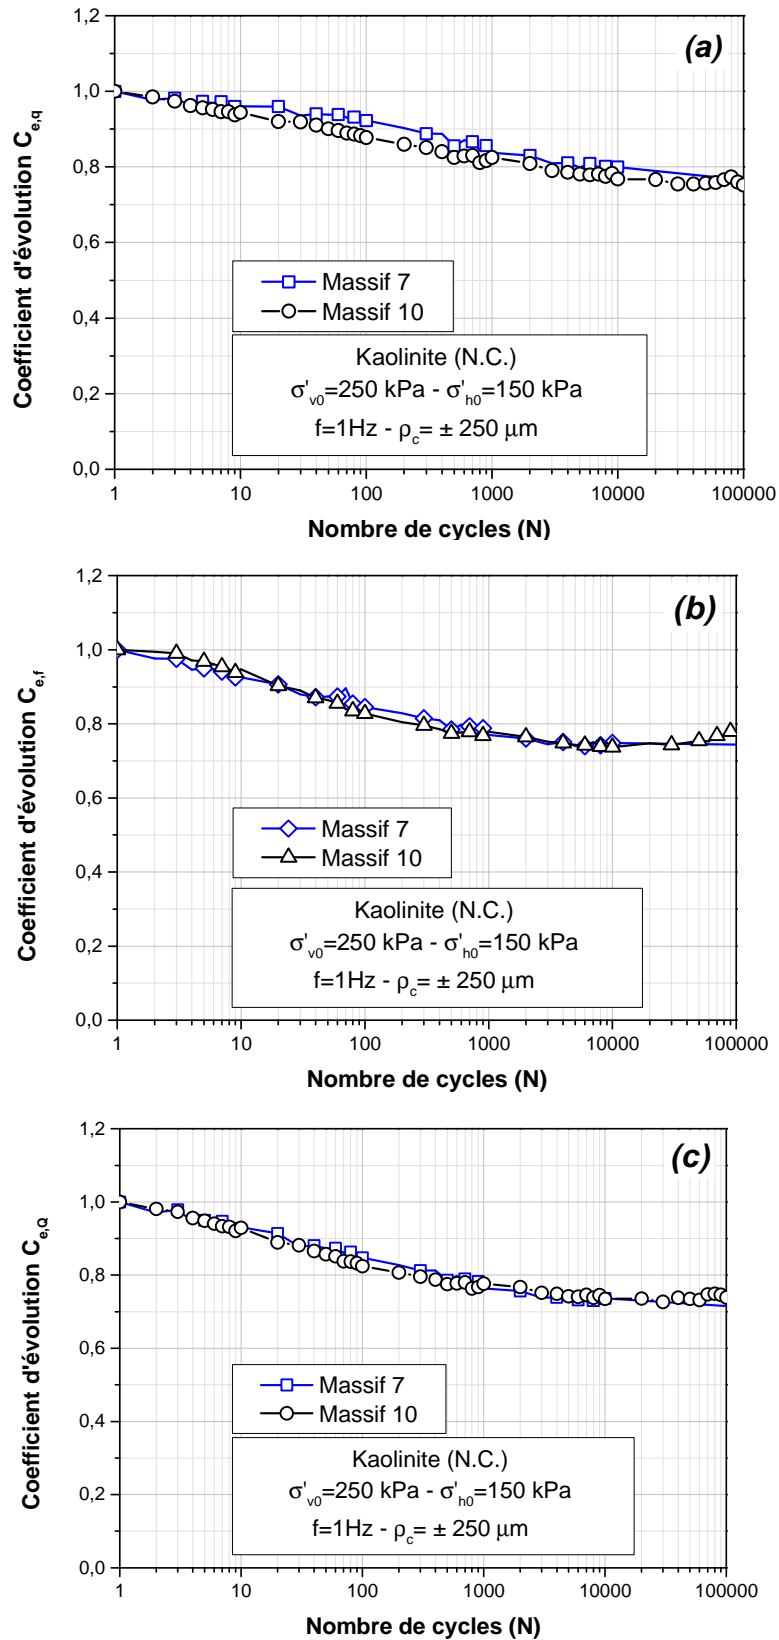 (a)
1,2
1,0
0,8
0,6
0,4
0,2
0,0
Coefficient d'évolution C e,q
Massif 7
Massif 10
Kaolinite (N.C.)
σ'v0=250 kPa - σ'h0=150 kPa
f=1Hz - ρc= ± 250 μm
1 10 100 1000 10000 100000
Nombre de cycles (N)
(b)
1,2
1,0
0,8
0,6
0,4
0,2
0,0
Coefficient d'évolution C e,f
Massif 7
Massif 10
Kaolinite (N.C.)
σ'v0=250 kPa - σ'h0=150 kPa
f=1Hz - ρc= ± 250 μm
1 10 100 1000 10000 100000
Nombre de cycles (N)
(c)
1,2
1,0
0,8
0,6
0,4
0,2
0,0
Coefficient d'évolution C e,Q
Massif 7
Massif 10
Kaolinite (N.C.)
σ'v0=250 kPa - σ'h0=150 kPa
f=1Hz - ρc= ± 250 μm
1 10 100 1000 10000 100000
Nombre de cycles (N)